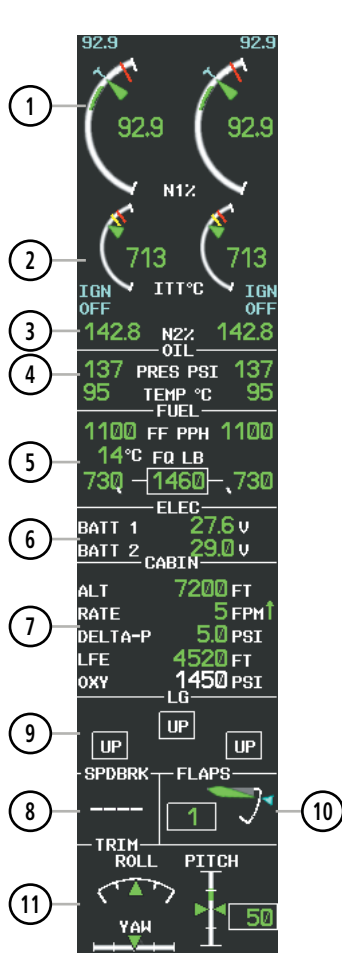 92.9 92.9
1
92.9 92.9
N1%
2
713 713
ITT°C
IGN IGN
OFF OFF
3
142.8 N2% 142.8
OIL
4
137 PRES PSI 137
95 TEMP °C 95
FUEL
1100 FF PPH 1100
5
14°C FQ LB
730 1460 730
ELEC
6
BATT 1 27.6 V
BATT 2 29.0 V
CABIN
ALT 7200 FT
7
RATE 5 FPM↑
DELTA-P 5.0 PSI
LFE 4520 FT
OXY 1450 PSI
LG
9
UP
UP UP
SPDBRK FLAPS
8
---- 1
10
TRIM
ROLL PITCH
11
50
YAW